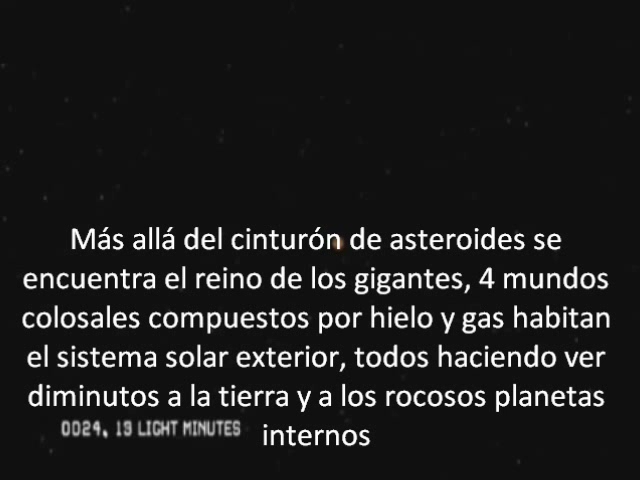 Más allá del cinturón de asteroides se
encuentra el reino de los gigantes, 4 mundos
colosales compuestos por hielo y gas habitan
el sistema solar exterior, todos haciendo ver
diminutos a la tierra y a los rocosos planetas
internos
0024, 19 LIGHT MINUTES